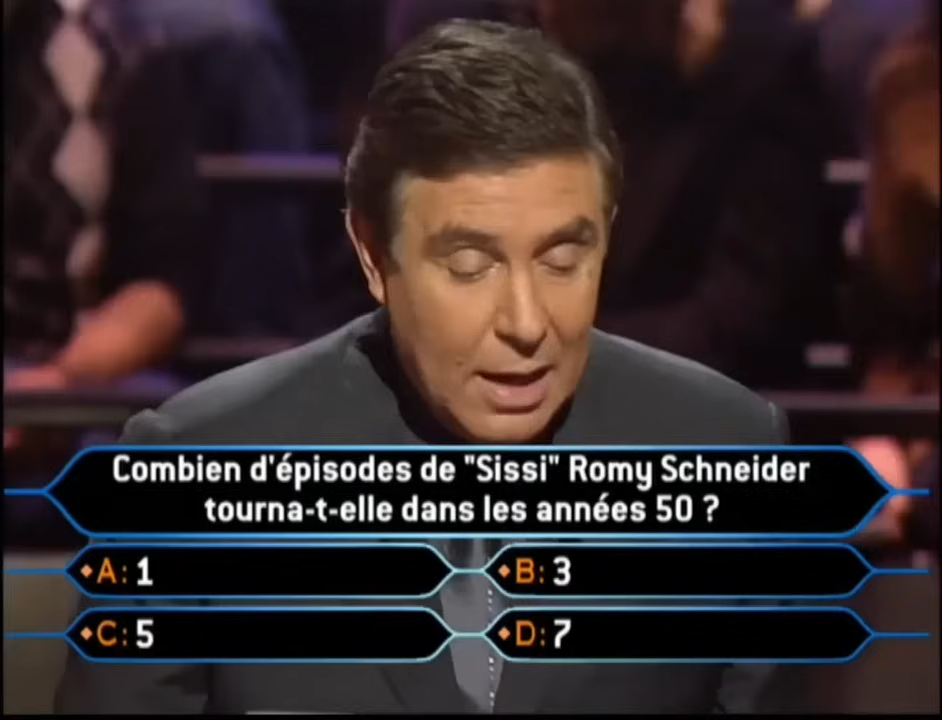 Combien d'épisodes de "Sissi" Romy Schneider
tourna-t-elle dans les années 50 ?
A: 1
B: 3
C: 5
D: 7